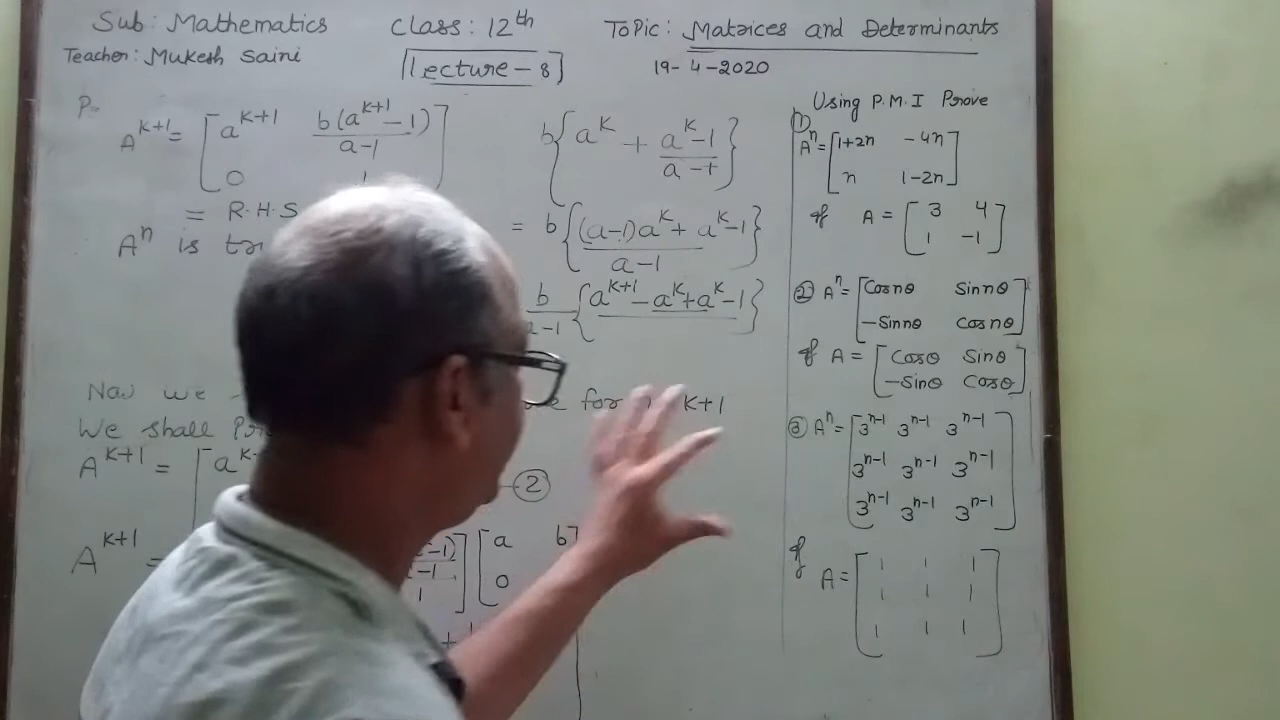 Sub: Mathematics Class: 12th Topic: Matrices and Determinants
Teacher: Mukesh Saini Lecture-8 19-4-2020
A^{k+1} = [a^{k+1} b(a^{k+1}-1)/a-1
0 1]
= R.H.S
A^n is
b{a^k + a^k-1/a-1}
= b{(a-1)a^k + a^k-1/a-1}
b {a^{k+1} - a^k + a^k - 1}
we for k+1
We shall
A^{k+1} = [a
②
A^{k+1} =
[a b
0
Using P.M.I Prove
① A^n = [1+2n -4n
n 1-2n]
if A = [3 4
1 -1]
② A^n = [Cosnθ Sinnθ
-Sinnθ Cosnθ]
if A = [Cosθ Sinθ
-Sinθ Cosθ]
③ A^n = [3^{n-1} 3^{n-1} 3^{n-1}
3^{n-1} 3^{n-1} 3^{n-1}
3^{n-1} 3^{n-1} 3^{n-1}]
if
A = [1 1 1
1 1 1
1 1 1]